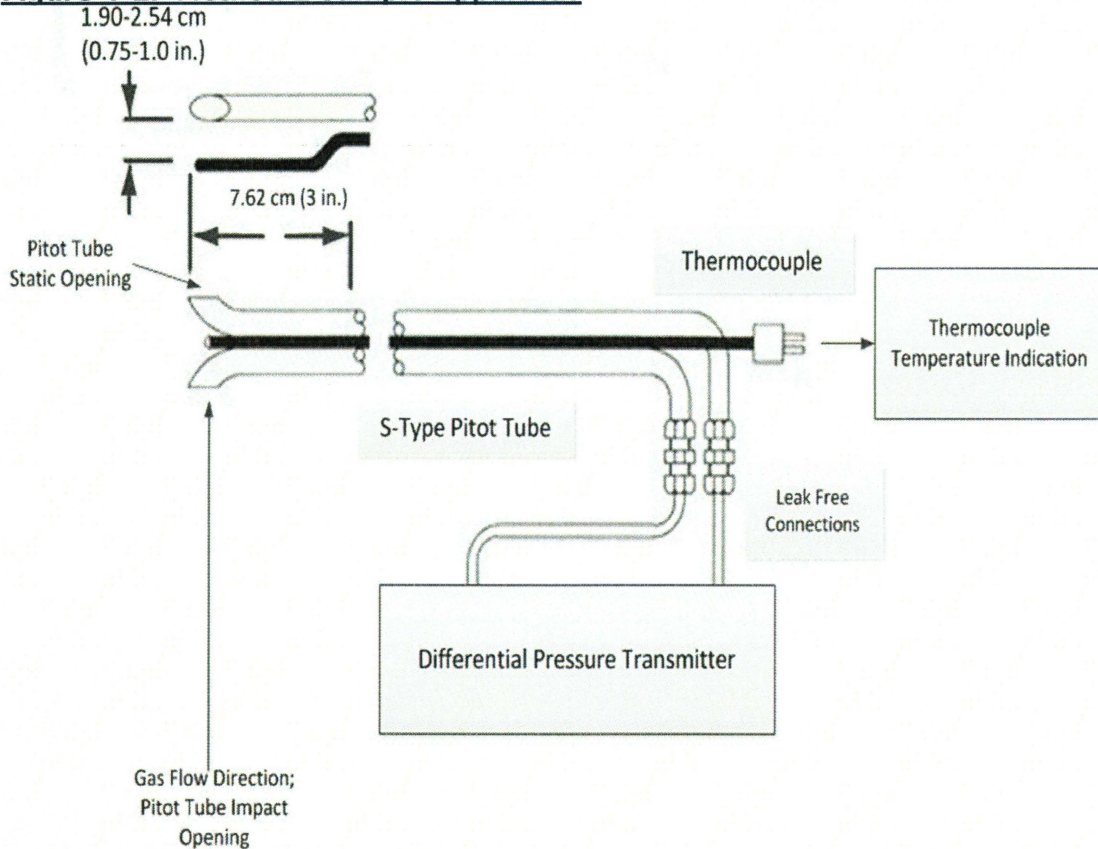 1.90-2.54 cm
(0.75-1.0 in.)
7.62 cm (3 in.)
Pitot Tube
Static Opening
Thermocouple
Thermocouple
Temperature Indication
S-Type Pitot Tube
Leak Free
Connections
Differential Pressure Transmitter
Gas Flow Direction;
Pitot Tube Impact
Opening